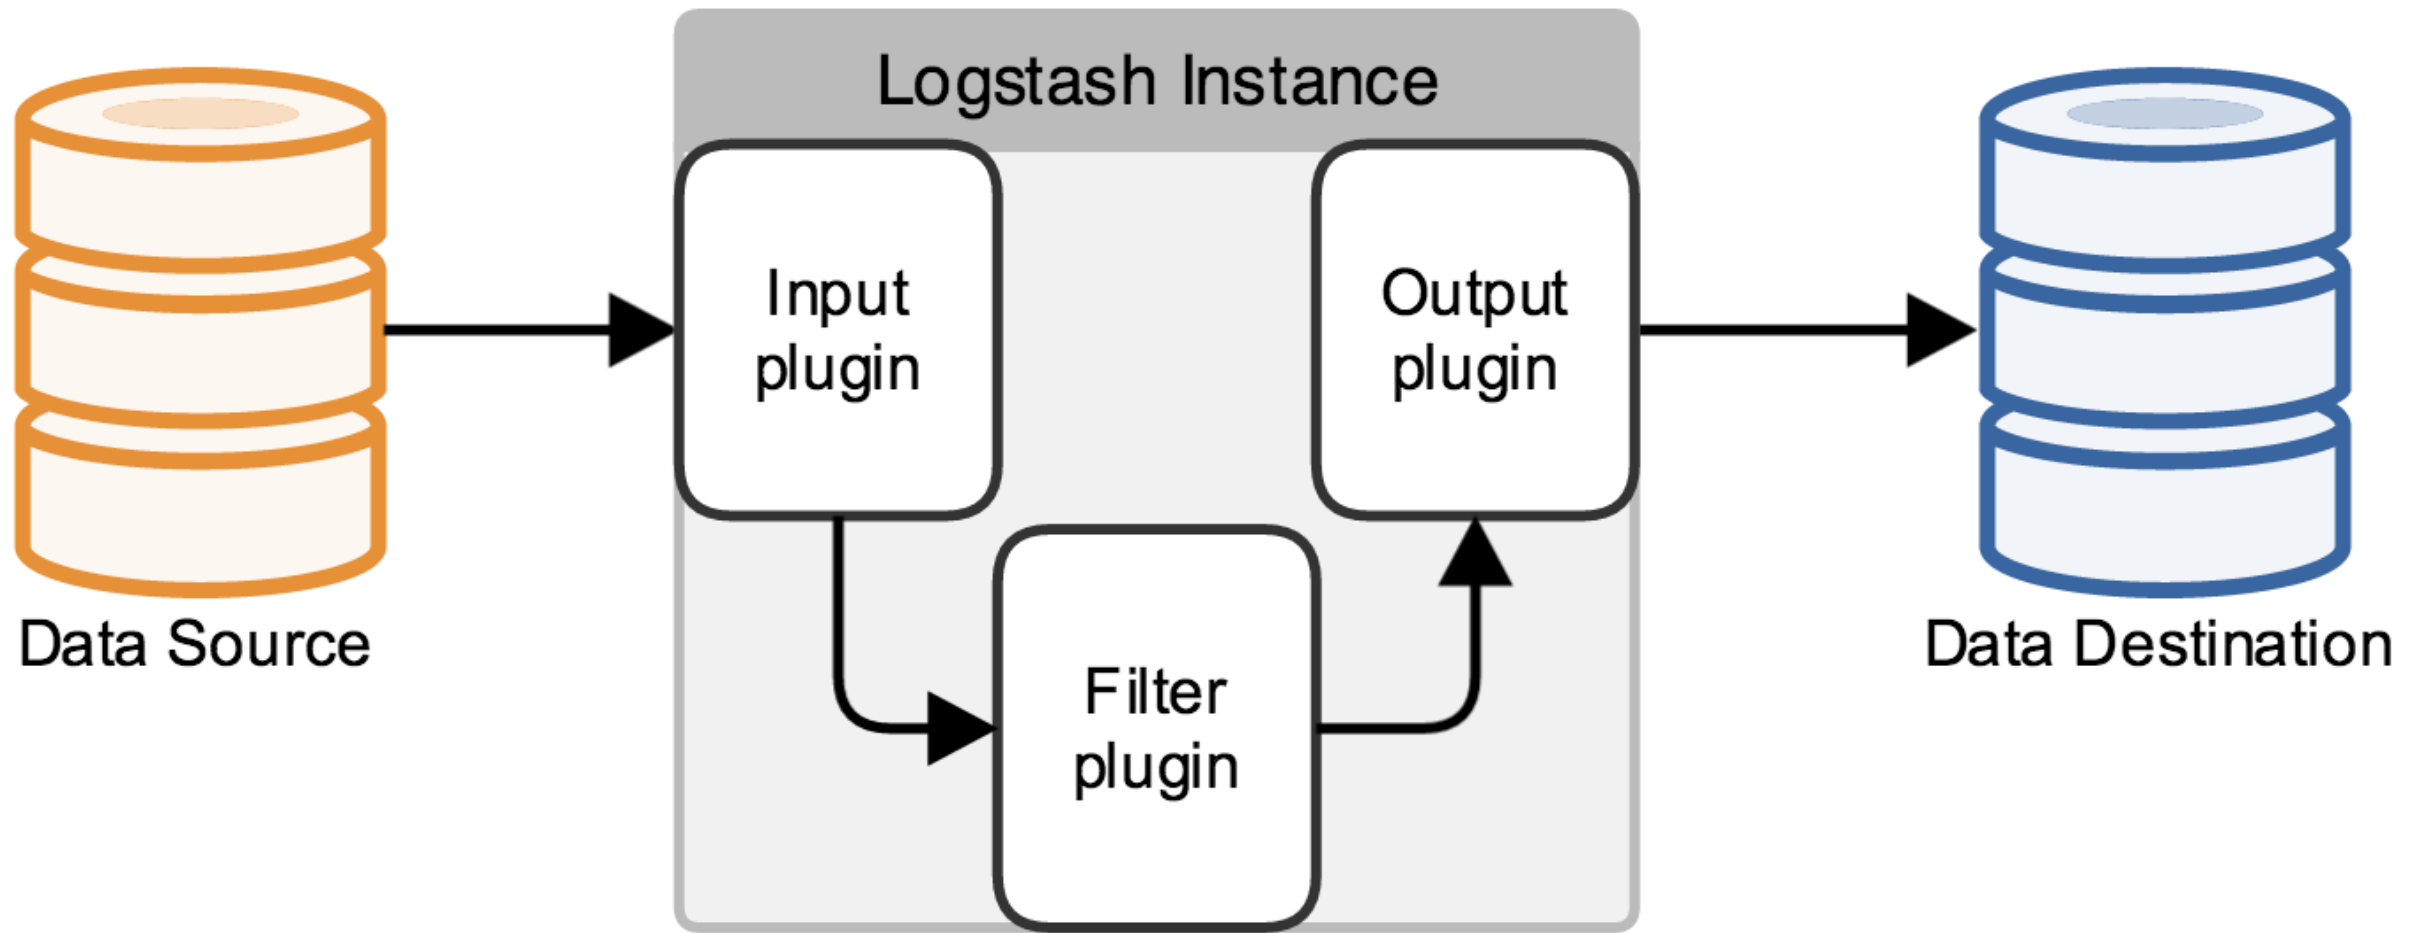 Logstash Instance
Input
plugin
Output
plugin
Filter
plugin
Data Source
Data Destination